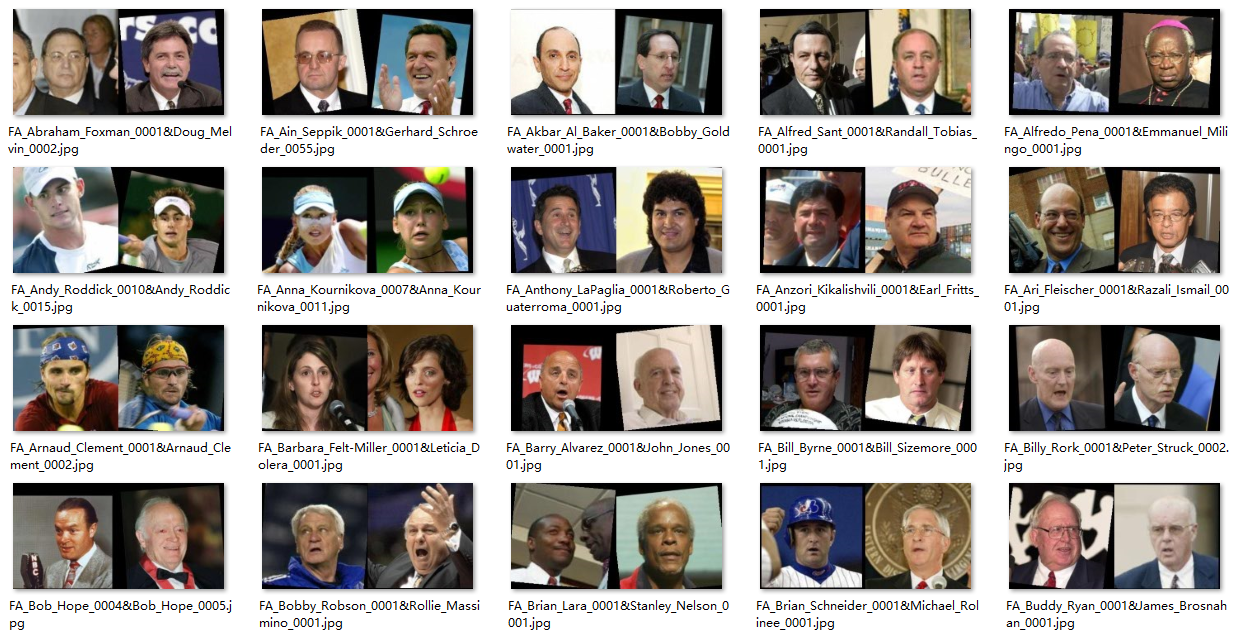 FA_Abraham_Foxman_0001&Doug_Mel
vin_0002.jpg
FA_Ain_Seppik_0001&Gerhard_Schroe
der_0055.jpg
FA_Akbar_Al_Baker_0001&Bobby_Gold
water_0001.jpg
FA_Alfred_Sant_0001&Randall_Tobias_
0001.jpg
FA_Alfredo_Pena_0001&Emmanuel_Mili
ngo_0001.jpg
BULLE
FA_Andy_Roddick_0010&Andy_Roddic
k_0015.jpg
FA_Anna_Kournikova_0007&Anna_Kour
nikova_0011.jpg
FA_Anthony_LaPaglia_0001&Roberto_G
uaterroma_0001.jpg
FA_Anzori_Kikalishvili_0001&Earl_Fritts_
0001.jpg
FA_Ari_Fleischer_0001&Razali_Ismail_00
01.jpg
FA_Arnaud_Clement_0001&Arnaud_Cle
ment_0002.jpg
FA_Barbara_Felt-Miller_0001&Leticia_D
olera_0001.jpg
FA_Barry_Alvarez_0001&John_Jones_00
01.jpg
FA_Bill_Byrne_0001&Bill_Sizemore_000
1.jpg
FA_Billy_Rork_0001&Peter_Struck_0002.
jpg
NBC
FA_Bob_Hope_0004&Bob_Hope_0005.j
pg
FA_Bobby_Robson_0001&Rollie_Massi
mino_0001.jpg
FA_Brian_Lara_0001&Stanley_Nelson_0
001.jpg
FA_Brian_Schneider_0001&Michael_Rol
inee_0001.jpg
FA_Buddy_Ryan_0001&James_Brosnah
an_0001.jpg